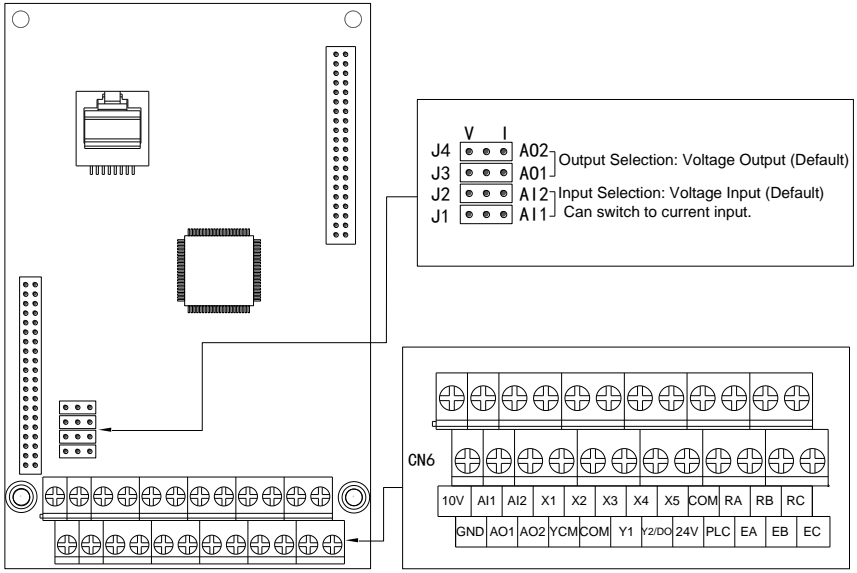 V I
J4 AO2
J3 AO1
Output Selection: Voltage Output (Default)
J2 AI2
J1 AI1
Input Selection: Voltage Input (Default)
Can switch to current input.
CN6
10V AI1 AI2 X1 X2 X3 X4 X5 COM RA RB RC
GND AO1 AO2 YCM COM Y1 Y2/DO 24V PLC EA EB EC